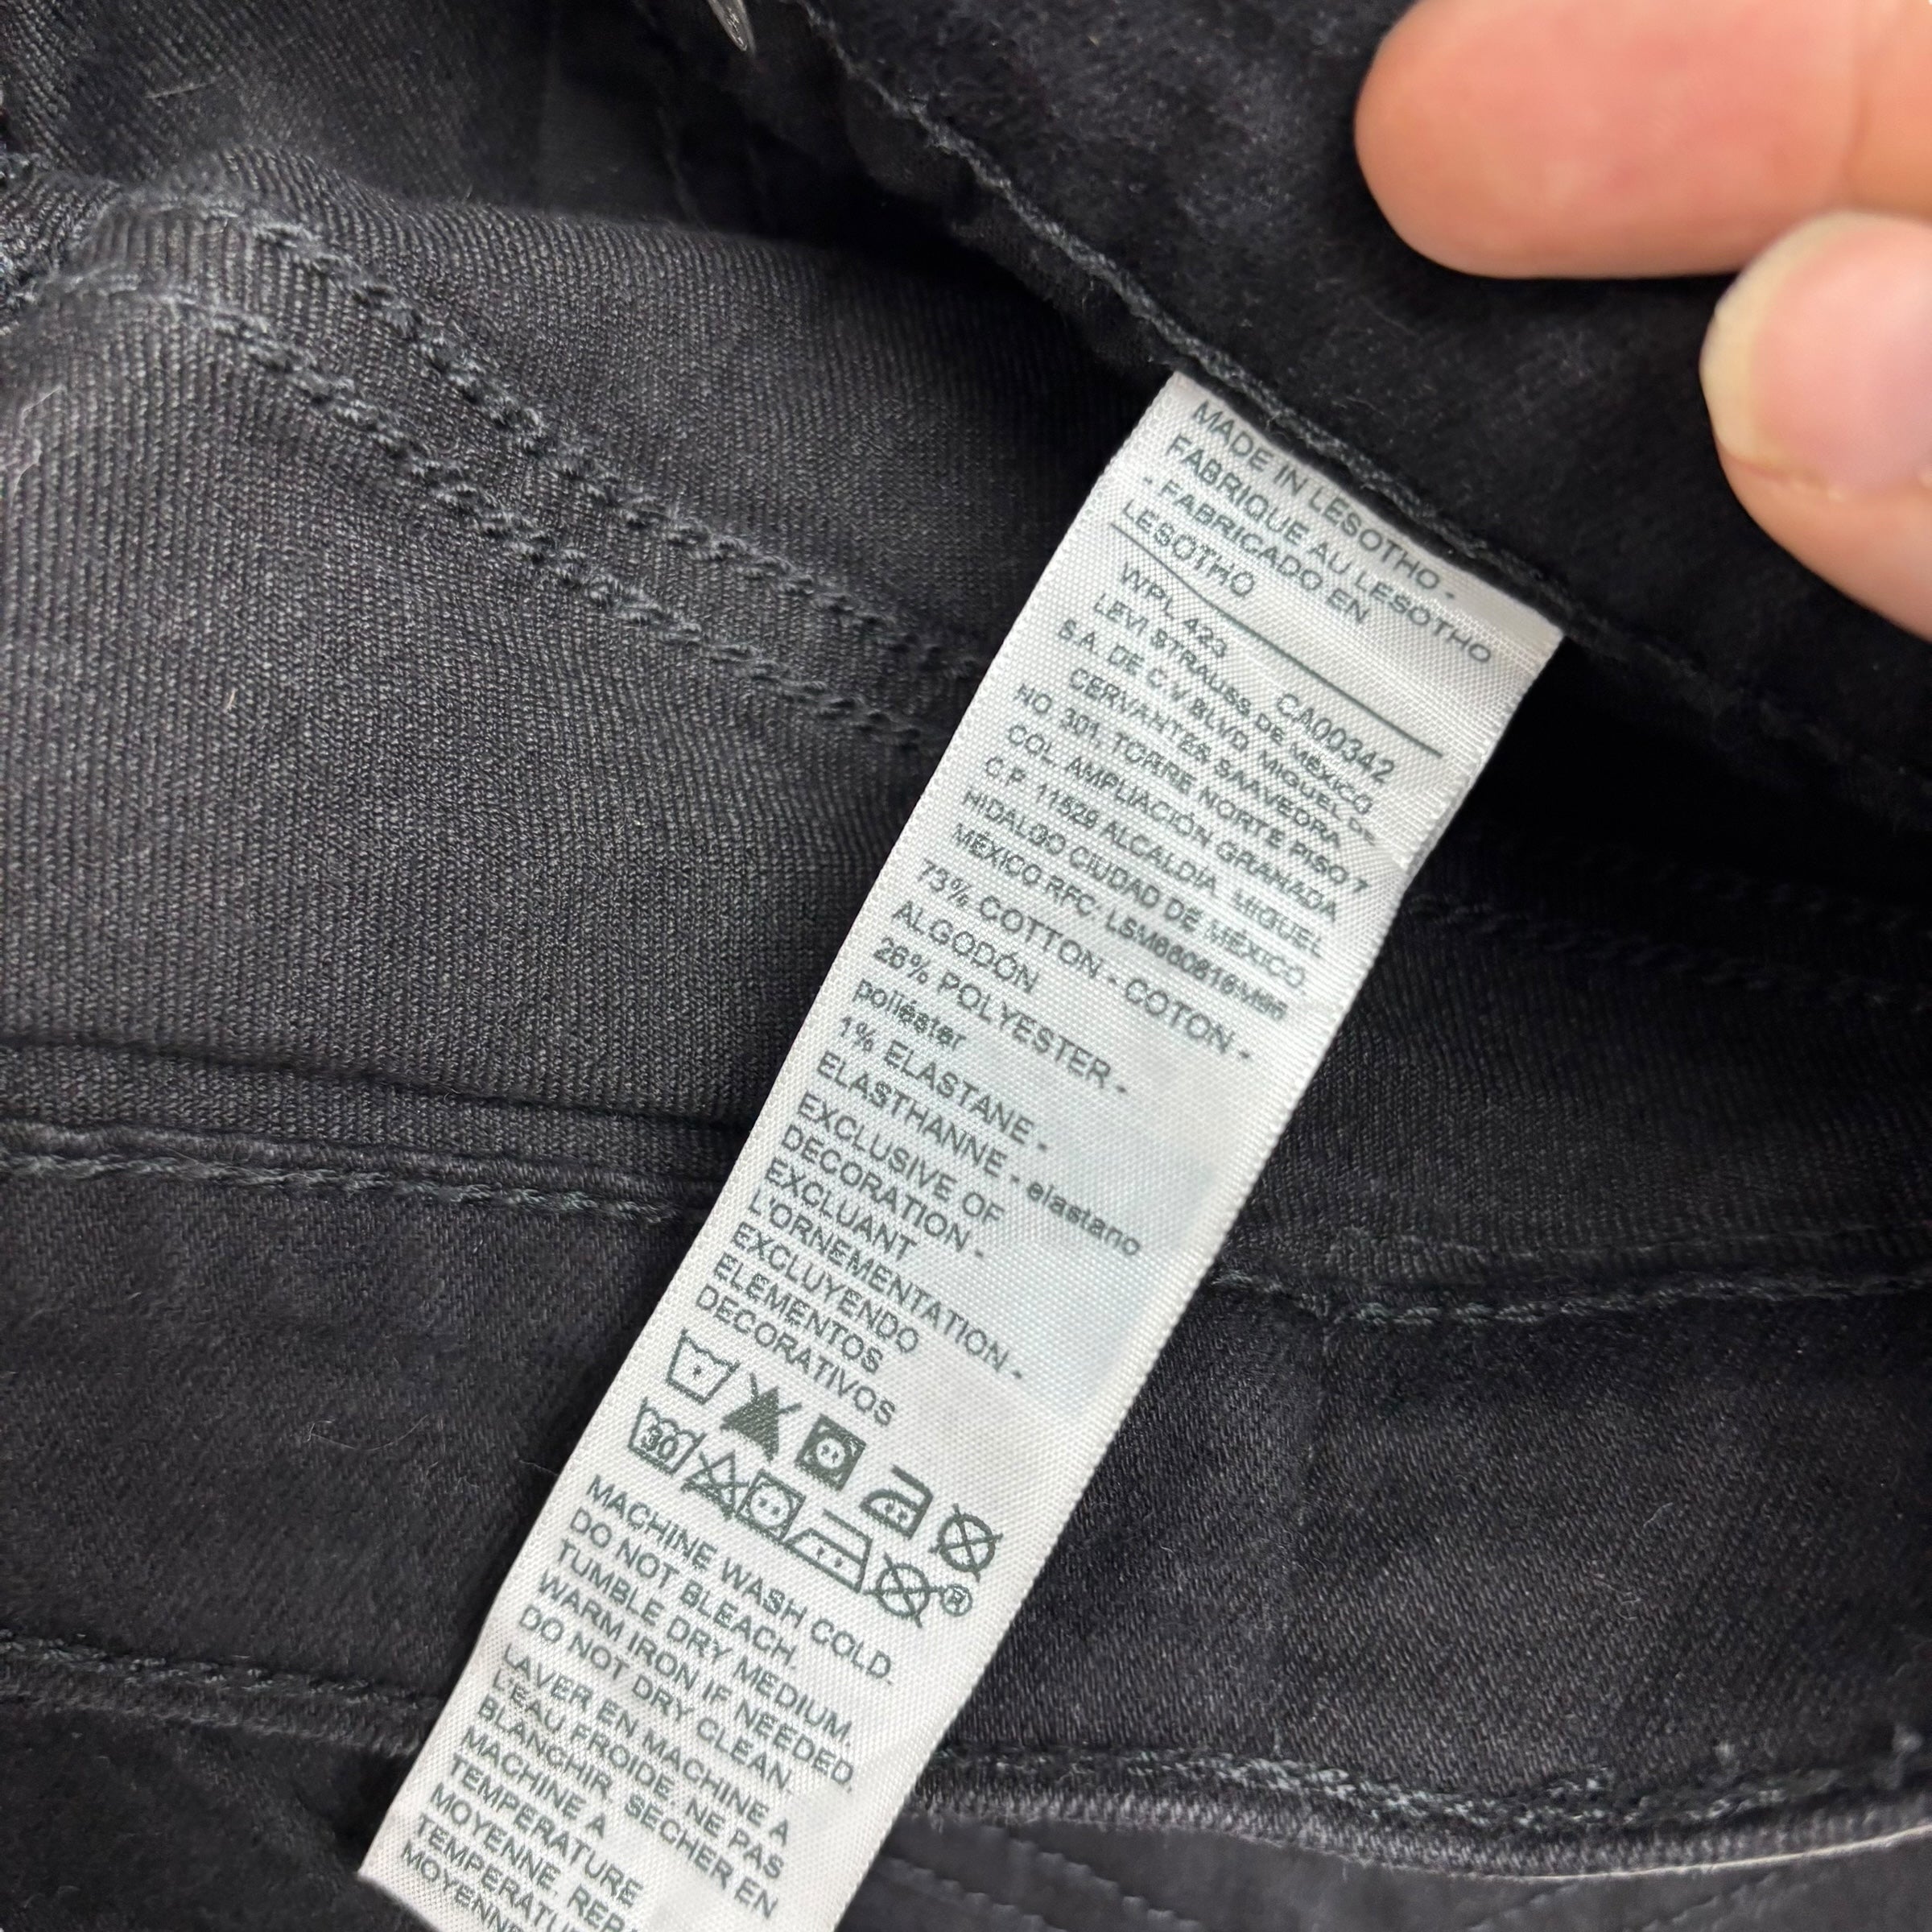 MADE IN LESOTHO -
FABRIQUE AU LESOTHO
- FABRICADO EN
LESOTHO
WPL 423 CA00342
LEVI STRAUSS DE MÉXICO
S.A. DE C.V BLVD. MIGUEL DE
CERVANTES SAAVEDRA
NO 301, TORRE NORTE PISO 7
COL. AMPLIACIÓN GRANADA
C.P. 11529 ALCALDÍA MIGUEL
HIDALGO CIUDAD DE MÉXICO,
MÉXICO RFC:
73% COTTON - COTON -
ALGODÓN
26% POLYESTER -
poliéster
1% ELASTANE -
ELASTHANNE - elastano
EXCLUSIVE OF
DECORATION -
EXCLUANT
L'ORNEMENTATION -
EXCLUYENDO
ELEMENTOS
DECORATIVOS
30
®
MACHINE WASH COLD.
DO NOT BLEACH.
TUMBLE DRY MEDIUM.
WARM IRON IF NEEDED.
DO NOT DRY CLEAN.
LAVER EN MACHINE A
L'EAU FROIDE. NE PAS
BLANCHIR. SECHER EN
MACHINE A
TEMPERATURE
MOYENNE.